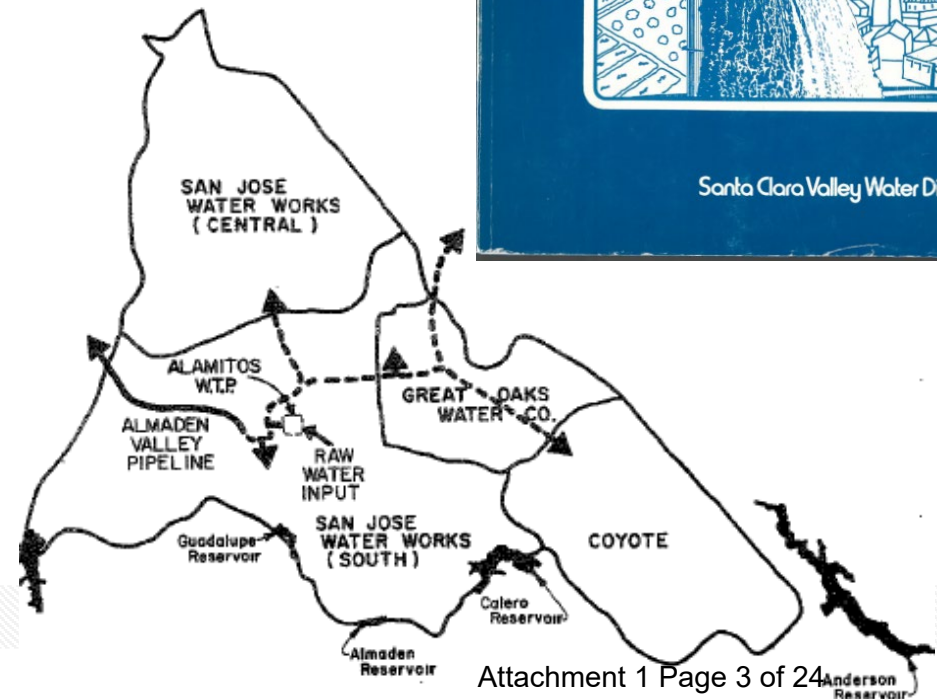 Santa Clara Valley Water D
SAN JOSE
WATER WORKS
( CENTRAL )
ALAMITOS
W.T.P.
GREAT OAKS
WATER CO.
ALMADEN
VALLEY
PIPELINE
RAW
WATER
INPUT
SAN JOSE
WATER WORKS
( SOUTH )
COYOTE
Guadalupe
Reservoir
Calero
Reservoir
Almaden
Reservoir
Attachment 1 Page 3 of 24
Anderson
Reservoir